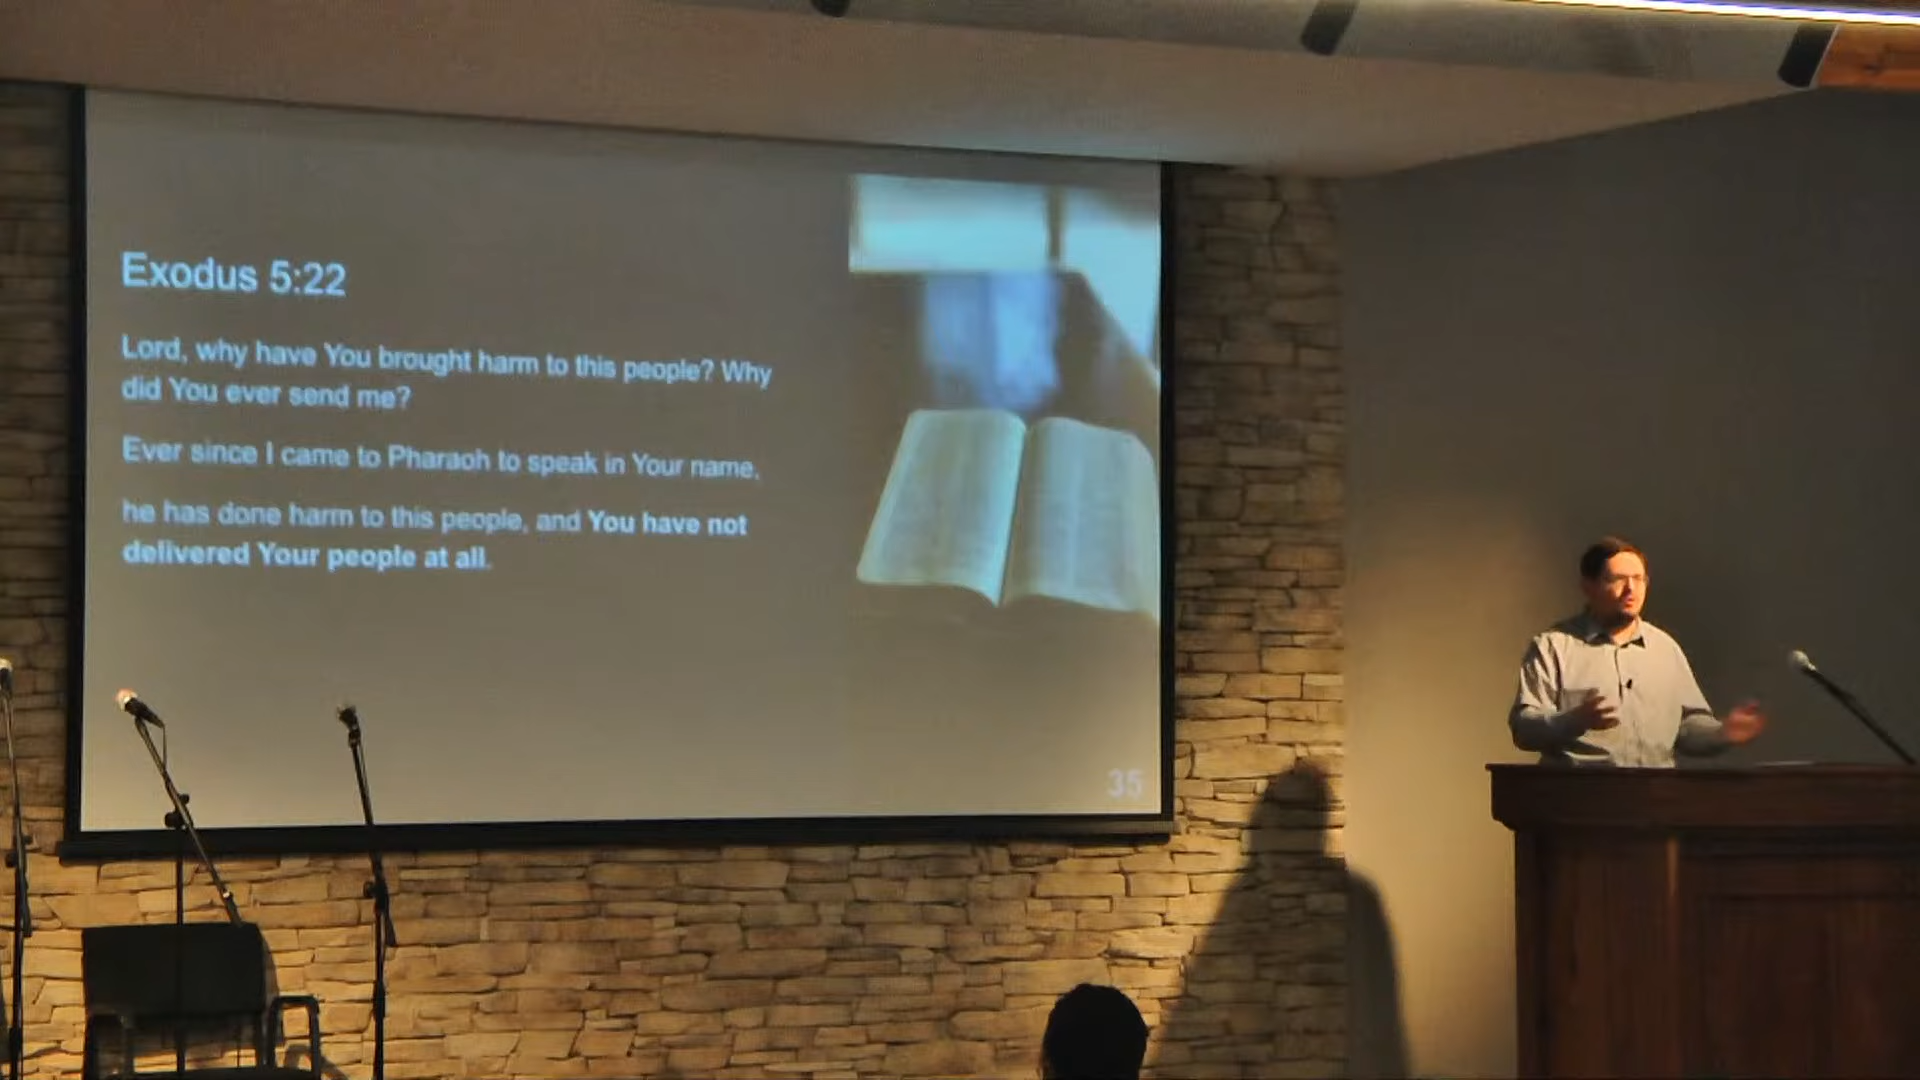 Exodus 5:22
Lord, why have You brought harm to this people? Why
did You ever send me?
Ever since I came to Pharaoh to speak in Your name,
he has done harm to this people, and You have not
delivered Your people at all.
35